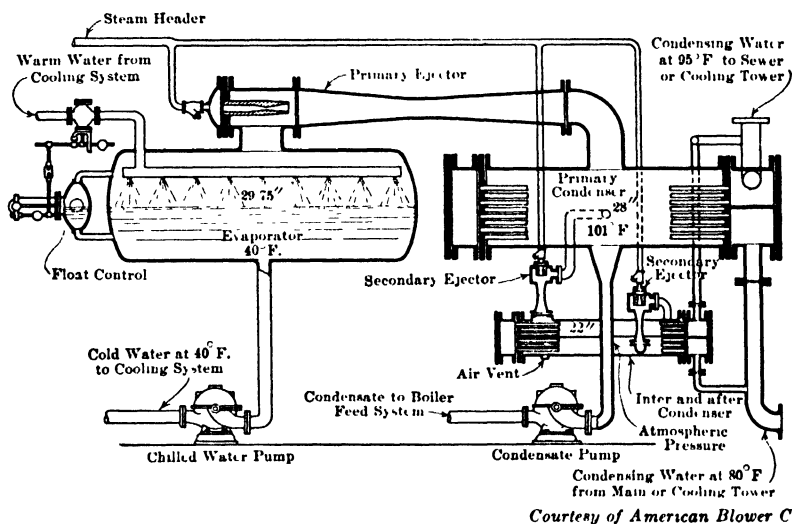 Steam Header
Warm Water from
Cooling System
Primary Ejector
Condensing Water
at 95°F to Sewer
or Cooling Tower
29 75"
Evaporator
40°F.
Float Control
Primary
Condenser
28"
101°F
Secondary Ejector
Secondary
Ejector
22"
Air Vent
Cold Water at 40°F.
to Cooling System
Condensate to Boiler
Feed System
Inter and after
Condenser
Atmospheric
Pressure
Chilled Water Pump
Condensate Pump
Condensing Water at 80°F
from Main or Cooling Tower
Courtesy of American Blower C